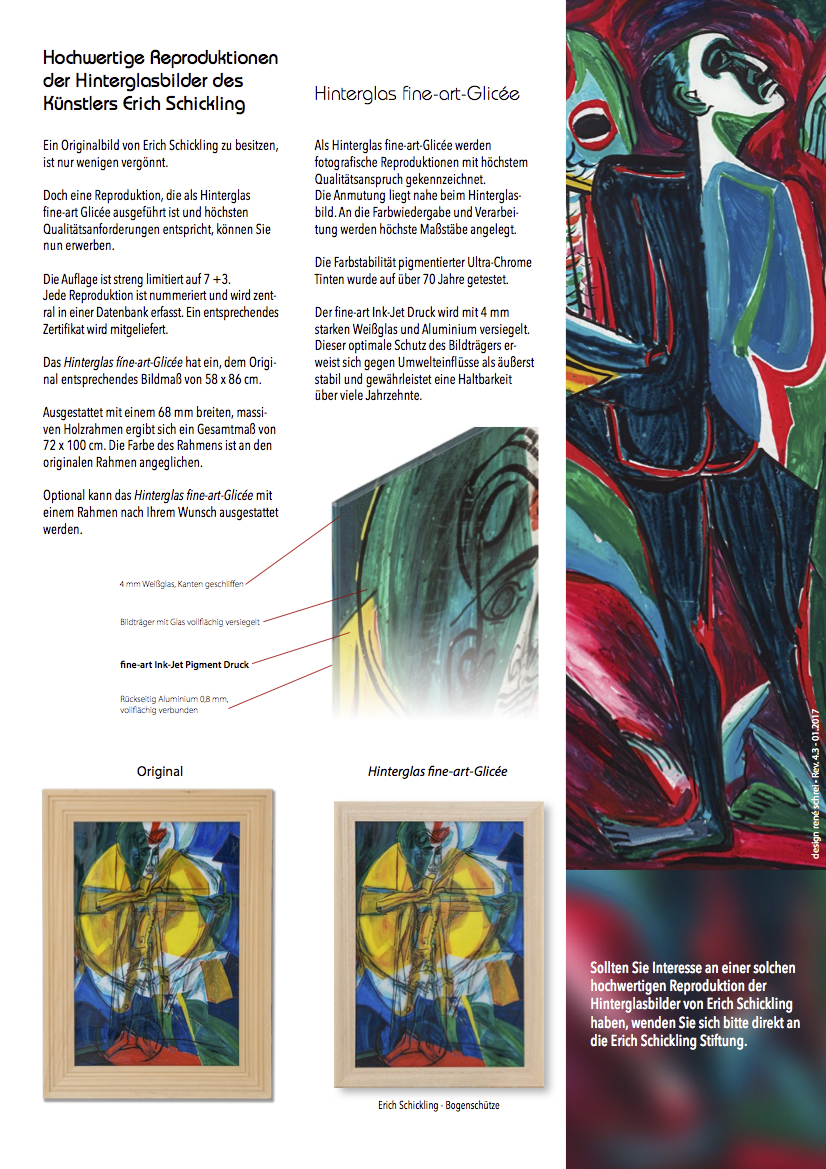 Hochwertige Reproduktionen
der Hinterglasbilder des
Künstlers Erich Schickling
Ein Originalbild von Erich Schickling zu besitzen,
ist nur wenigen vergönnt.
Doch eine Reproduktion, die als Hinterglas
fine-art Glicée ausgeführt ist und höchsten
Qualitätsanforderungen entspricht, können Sie
nun erwerben.
Die Auflage ist streng limitiert auf 7 +3.
Jede Reproduktion ist nummeriert und wird zent-
ral in einer Datenbank erfasst. Ein entsprechendes
Zertifikat wird mitgeliefert.
Das Hinterglas fine-art-Glicée hat ein, dem Origi-
nal entsprechendes Bildmaß von 58 x 86 cm.
Ausgestattet mit einem 68 mm breiten, massi-
ven Holzrahmen ergibt sich ein Gesamtmaß von
72 x 100 cm. Die Farbe des Rahmens ist an den
originalen Rahmen angeglichen.
Optional kann das Hinterglas fine-art-Glicée mit
einem Rahmen nach Ihrem Wunsch ausgestattet
werden.
Hinterglas fine-art-Glicée
Als Hinterglas fine-art-Glicée werden
fotografische Reproduktionen mit höchstem
Qualitätsanspruch gekennzeichnet.
Die Anmutung liegt nahe beim Hinterglas-
bild. An die Farbwiedergabe und Verarbei-
tung werden höchste Maßstäbe angelegt.
Die Farbstabilität pigmentierter Ultra-Chrome
Tinten wurde auf über 70 Jahre getestet.
Der fine-art Ink-Jet Druck wird mit 4 mm
starken Weißglas und Aluminium versiegelt.
Dieser optimale Schutz des Bildträgers er-
weist sich gegen Umwelteinflüsse als äußerst
stabil und gewährleistet eine Haltbarkeit
über viele Jahrzehnte.
4 mm Weißglas, Kanten geschliffen
Bildträger mit Glas vollflächig versiegelt
fine-art Ink-Jet Pigment Druck
Rückseitig Aluminium 0,8 mm,
vollflächig verbunden
Original
Hinterglas fine-art-Glicée
Erich Schickling - Bogenschütze
design rené schrei • Rev. 4.3 - 01.2017
Sollten Sie Interesse an einer solchen
hochwertigen Reproduktion der
Hinterglasbilder von Erich Schickling
haben, wenden Sie sich bitte direkt an
die Erich Schickling Stiftung.